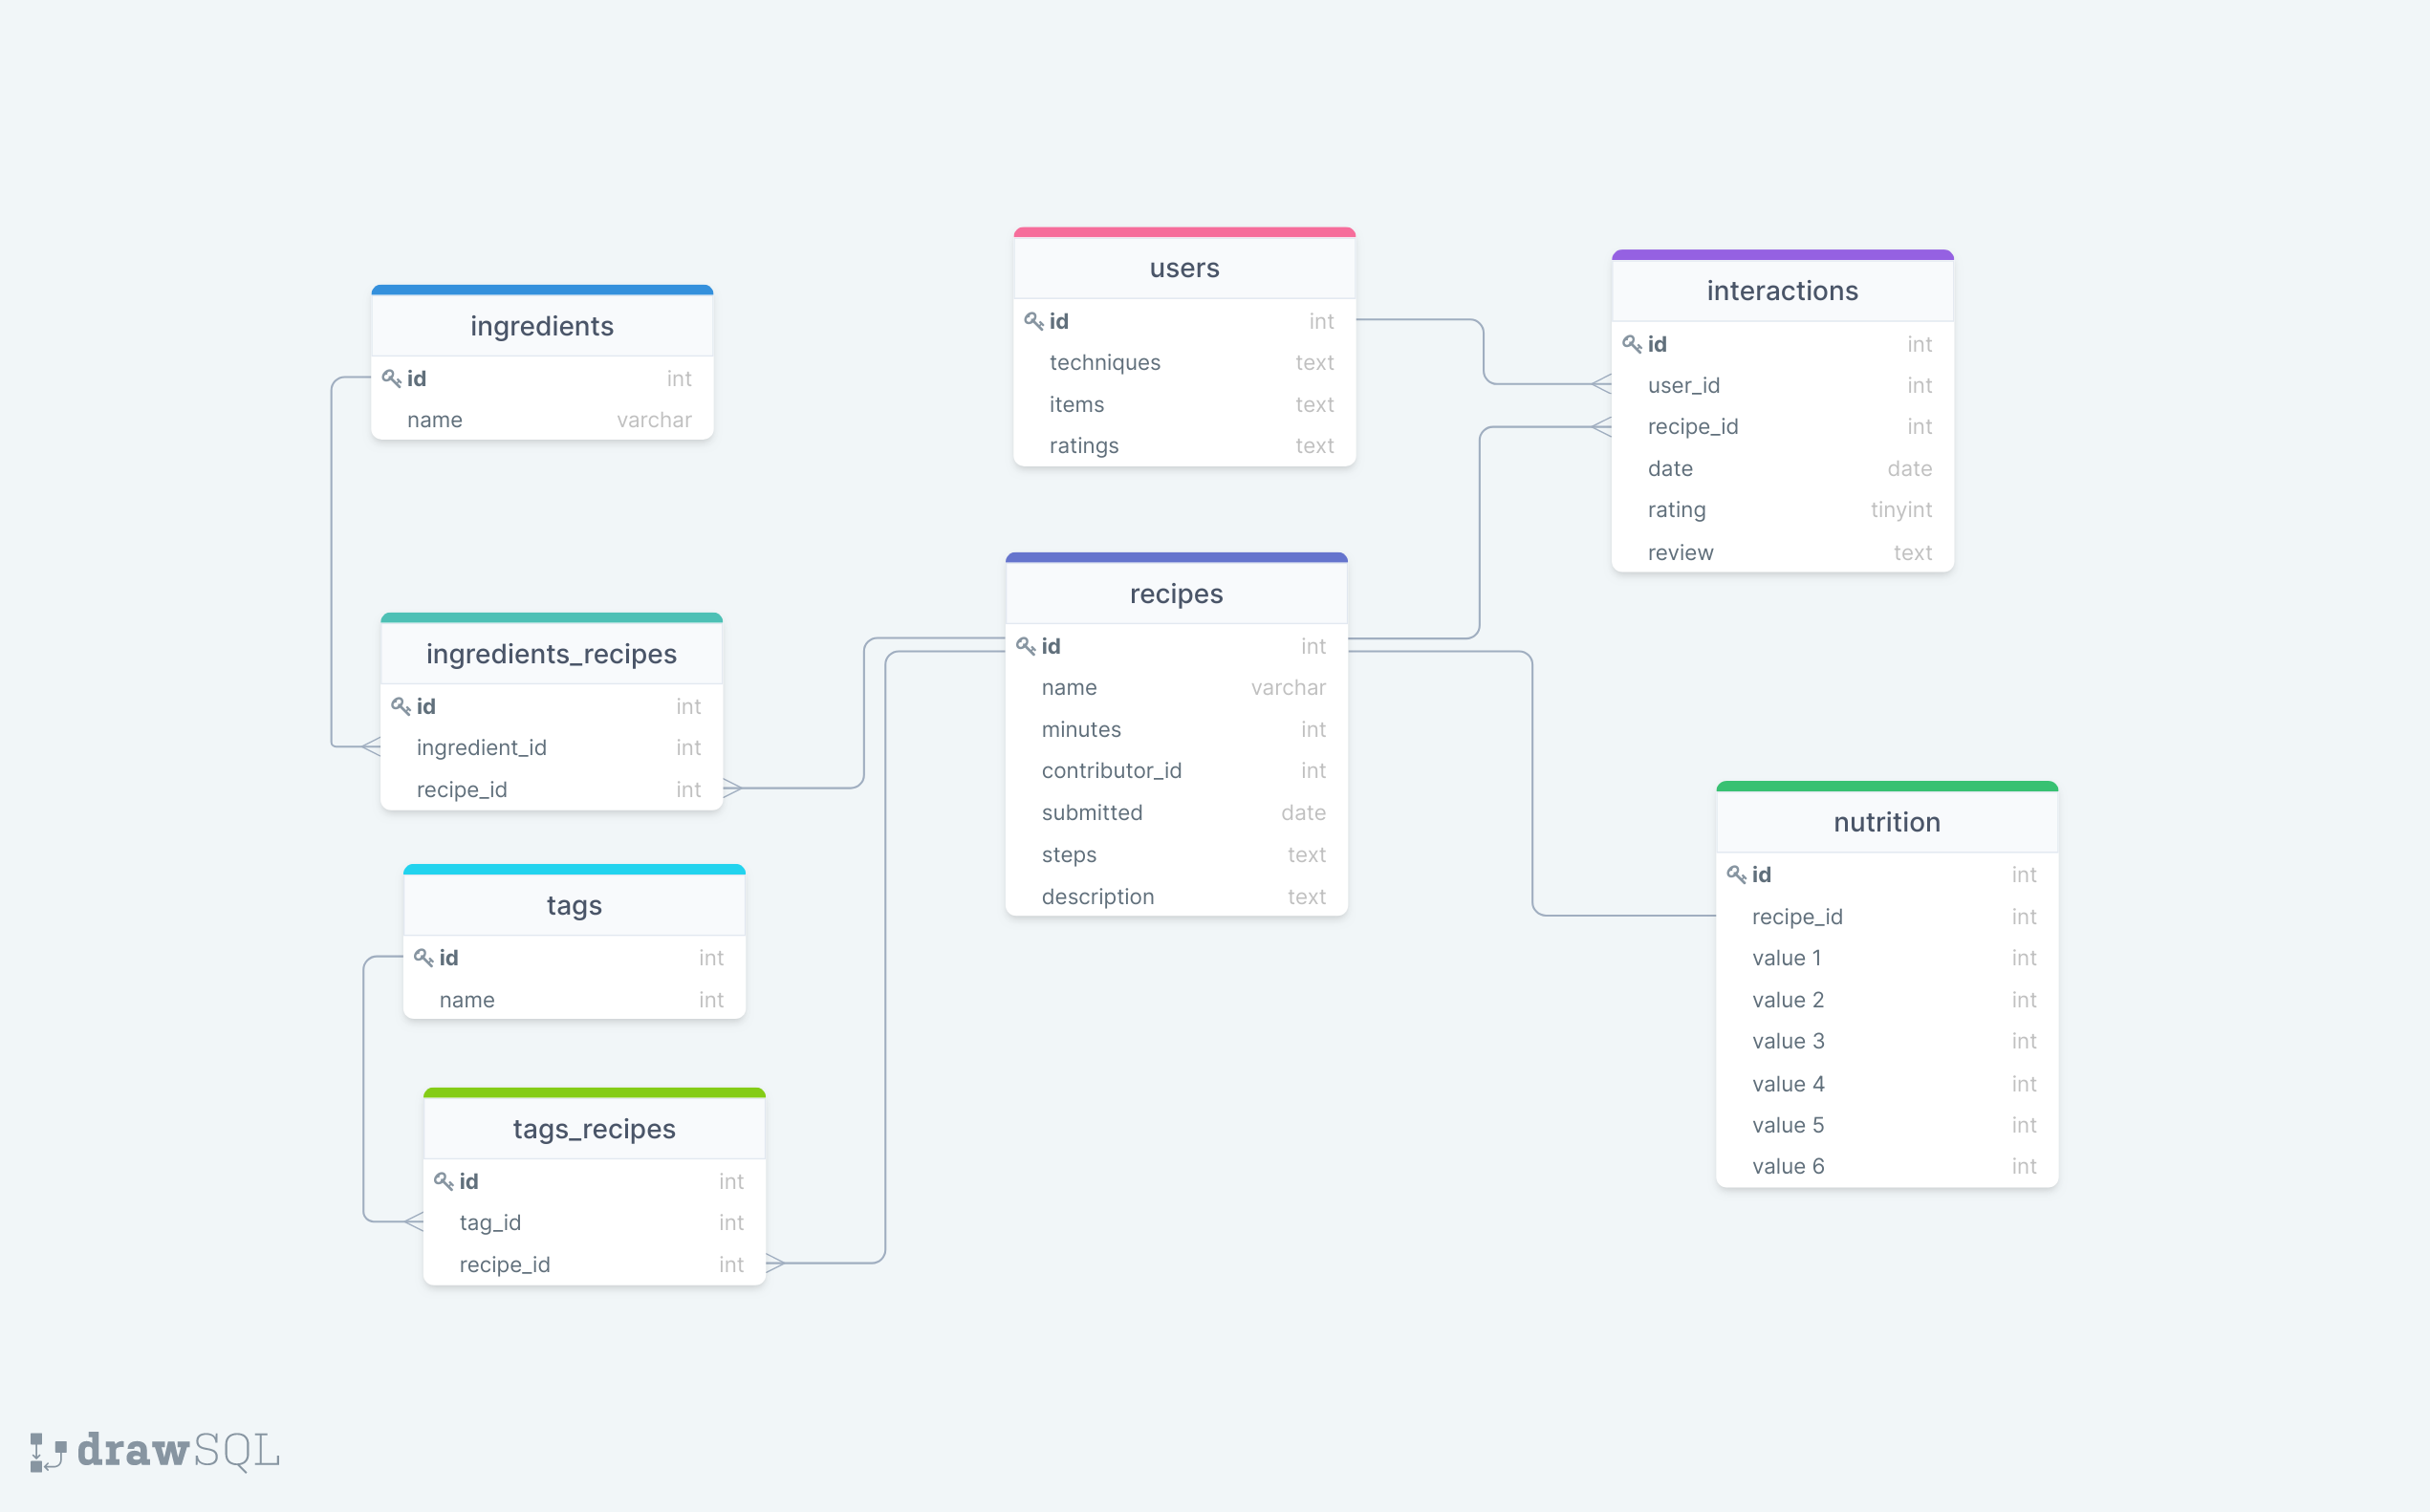 ingredients
id int
name varchar
ingredients_recipes
id int
ingredient_id int
recipe_id int
tags
id int
name int
tags_recipes
id int
tag_id int
recipe_id int
users
id int
techniques text
items text
ratings text
recipes
id int
name varchar
minutes int
contributor_id int
submitted date
steps text
description text
interactions
id int
user_id int
recipe_id int
date date
rating tinyint
review text
nutrition
id int
recipe_id int
value 1 int
value 2 int
value 3 int
value 4 int
value 5 int
value 6 int
drawSQL